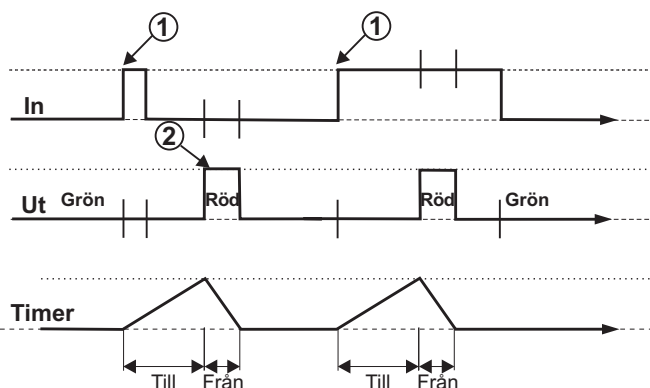 1 1
In
2
Grön Röd Röd Grön
Ut
Timer
Till Från Till Från